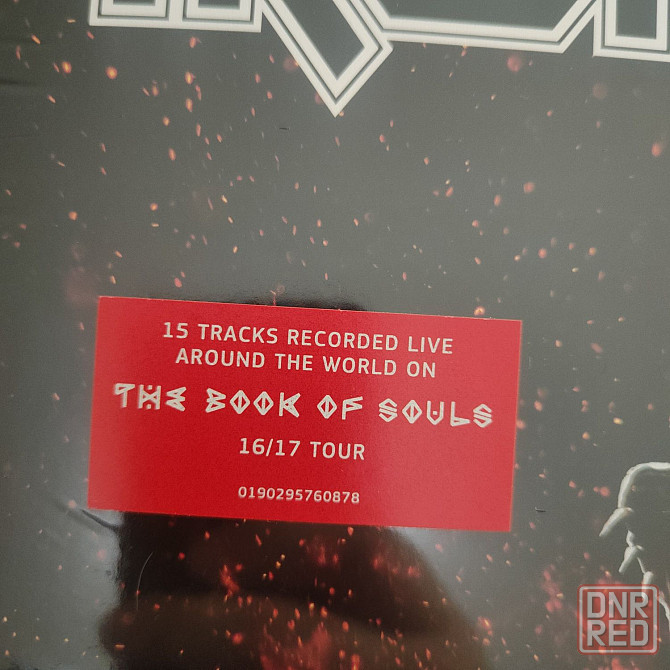 15 TRACKS RECORDED LIVE
AROUND THE WORLD ON
THE BOOK OF SOULS
16/17 TOUR
0190295760878
DNR
RED